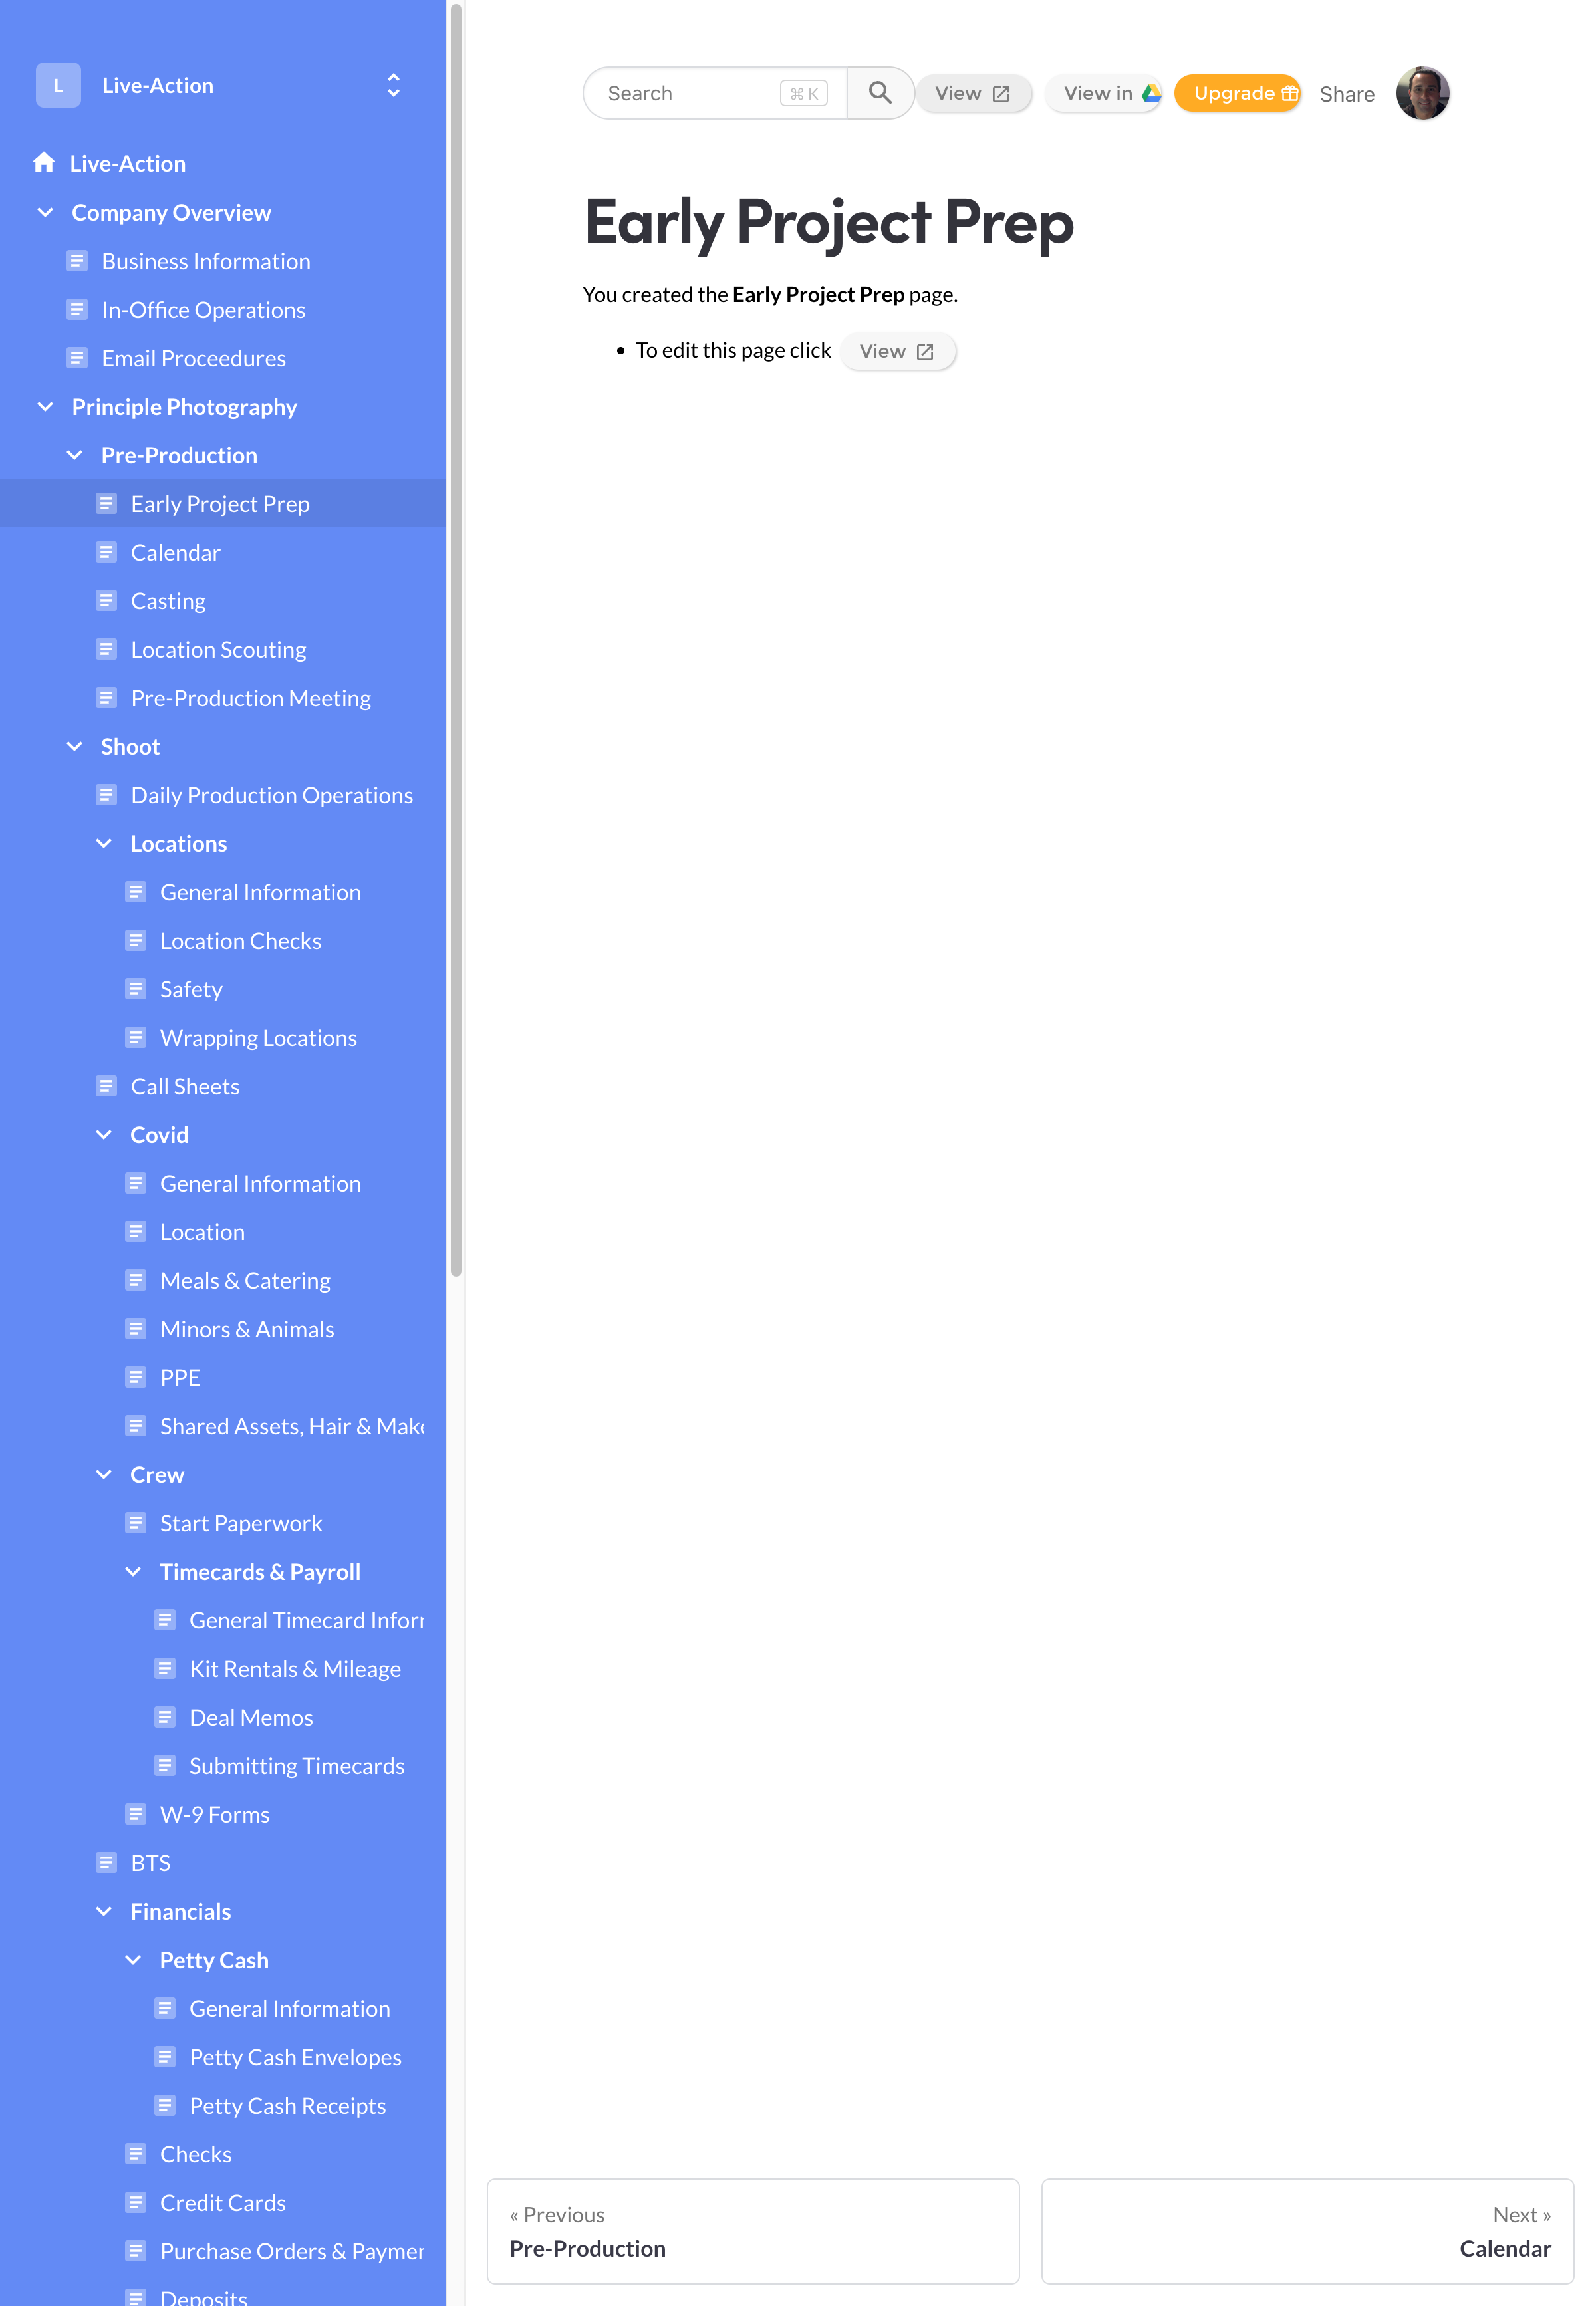 L
Live-Action
Live-Action
Company Overview
Business Information
In-Office Operations
Email Proceedures
Principle Photography
Pre-Production
Early Project Prep
Calendar
Casting
Location Scouting
Pre-Production Meeting
Shoot
Daily Production Operations
Locations
General Information
Location Checks
Safety
Wrapping Locations
Call Sheets
Covid
General Information
Location
Meals & Catering
Minors & Animals
PPE
Shared Assets, Hair & Make
Crew
Start Paperwork
Timecards & Payroll
General Timecard Infor
Kit Rentals & Mileage
Deal Memos
Submitting Timecards
W-9 Forms
BTS
Financials
Petty Cash
General Information
Petty Cash Envelopes
Petty Cash Receipts
Checks
Credit Cards
Purchase Orders & Paymer
Deposits
Search ⌘ K View View in Upgrade Share
Early Project Prep
You created the Early Project Prep page.
• To edit this page click View
« Previous
Pre-Production
Next »
Calendar